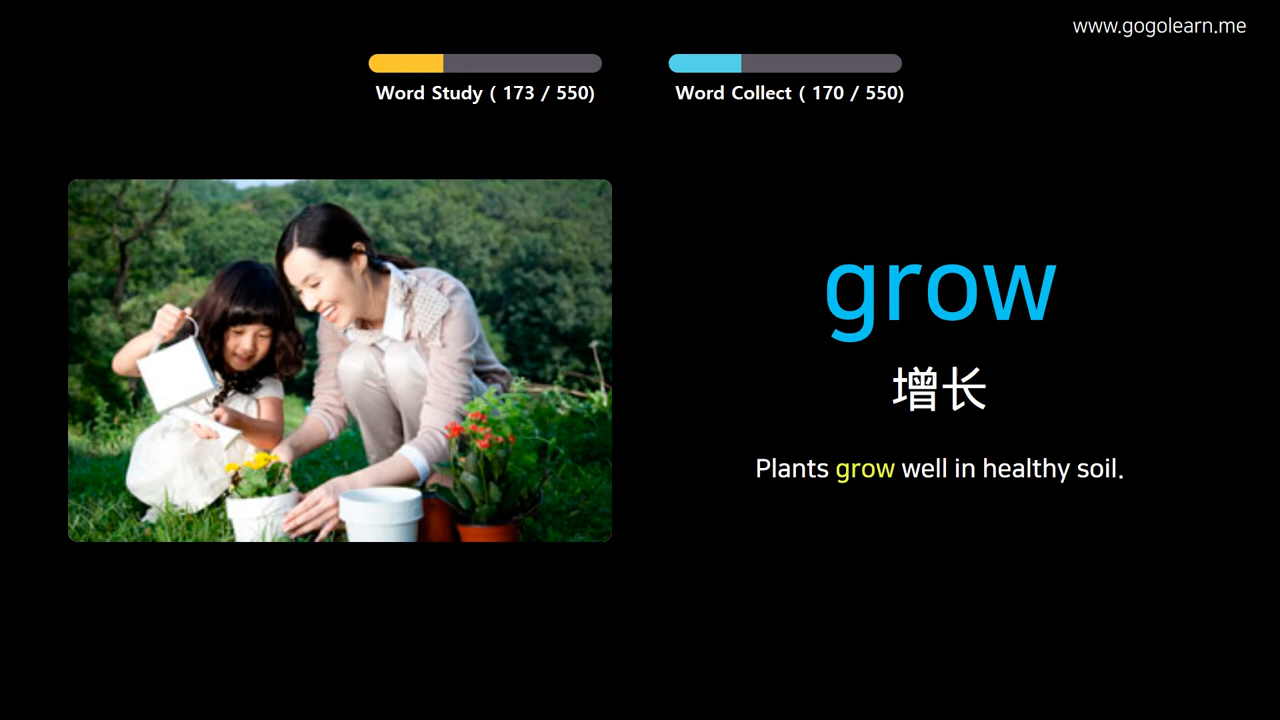 www.gogolearn.me
Word Study ( 173 / 550)
Word Collect ( 170 / 550)
grow
增长
Plants grow well in healthy soil.